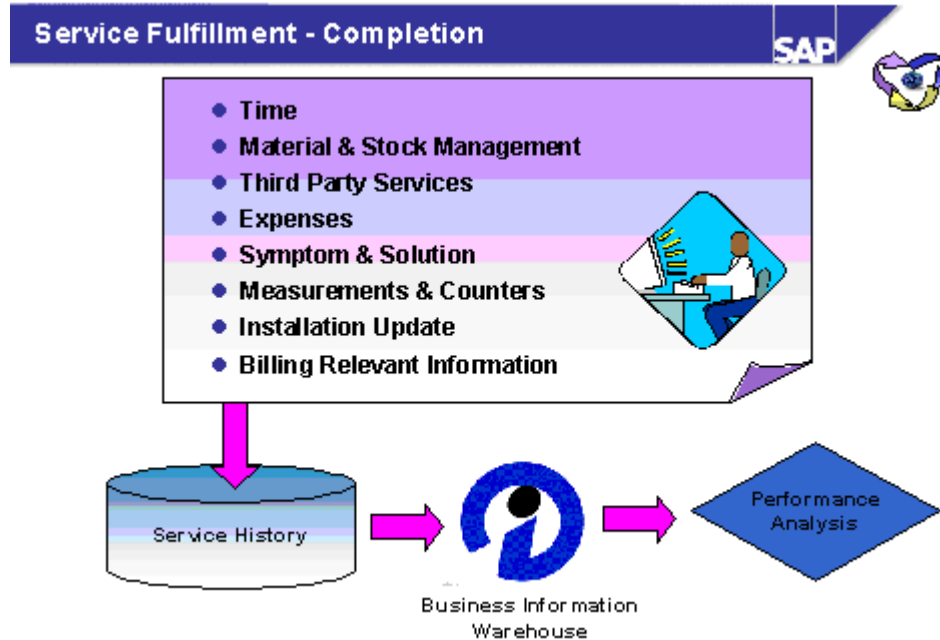 Service Fulfillment - Completion
SAP
Time
Material & Stock Management
Third Party Services
Expenses
Symptom & Solution
Measurements & Counters
Installation Update
Billing Relevant Information
Service History
Business Information
Warehouse
Performance
Analysis